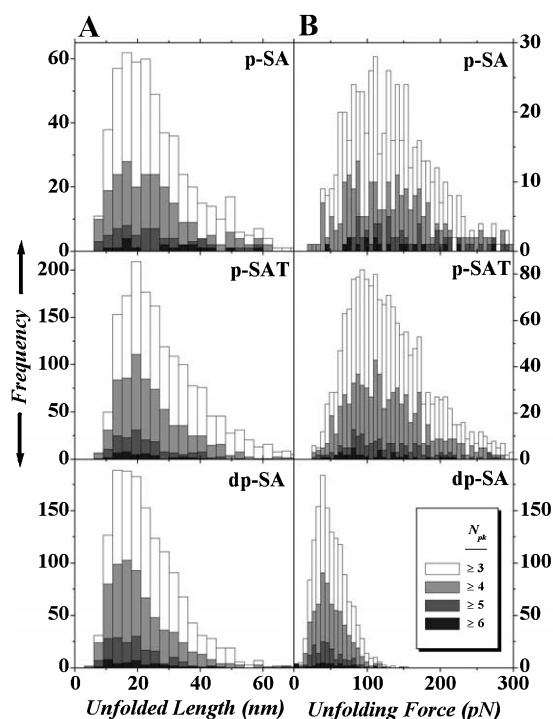 A
B
p-SA
p-SA
60
40
20
0
30
20
10
0
p-SAT
p-SAT
200
150
100
50
0
80
60
40
20
0
dp-SA
dp-SA
150
100
50
0
150
100
50
0
Frequency
N pk
≥ 3
≥ 4
≥ 5
≥ 6
0 20 40 60
0 100 200 300
Unfolded Length (nm)
Unfolding Force (pN)